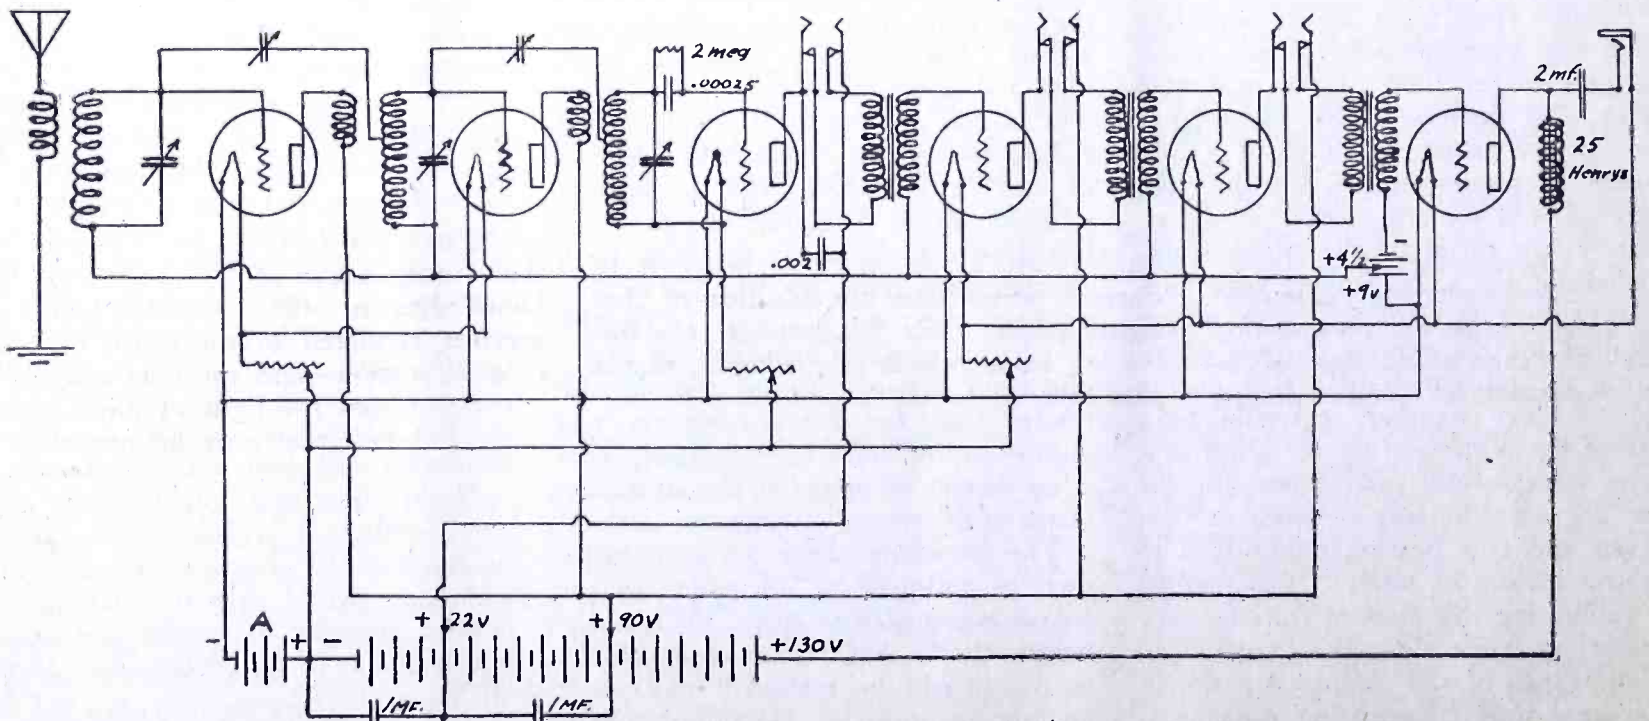 2 meg
.00025
2 mf.
25
Henrys
.002
+4½
-
+9v
- A + -
+ 22v
+ 90v
+130v
1MF.
1MF.